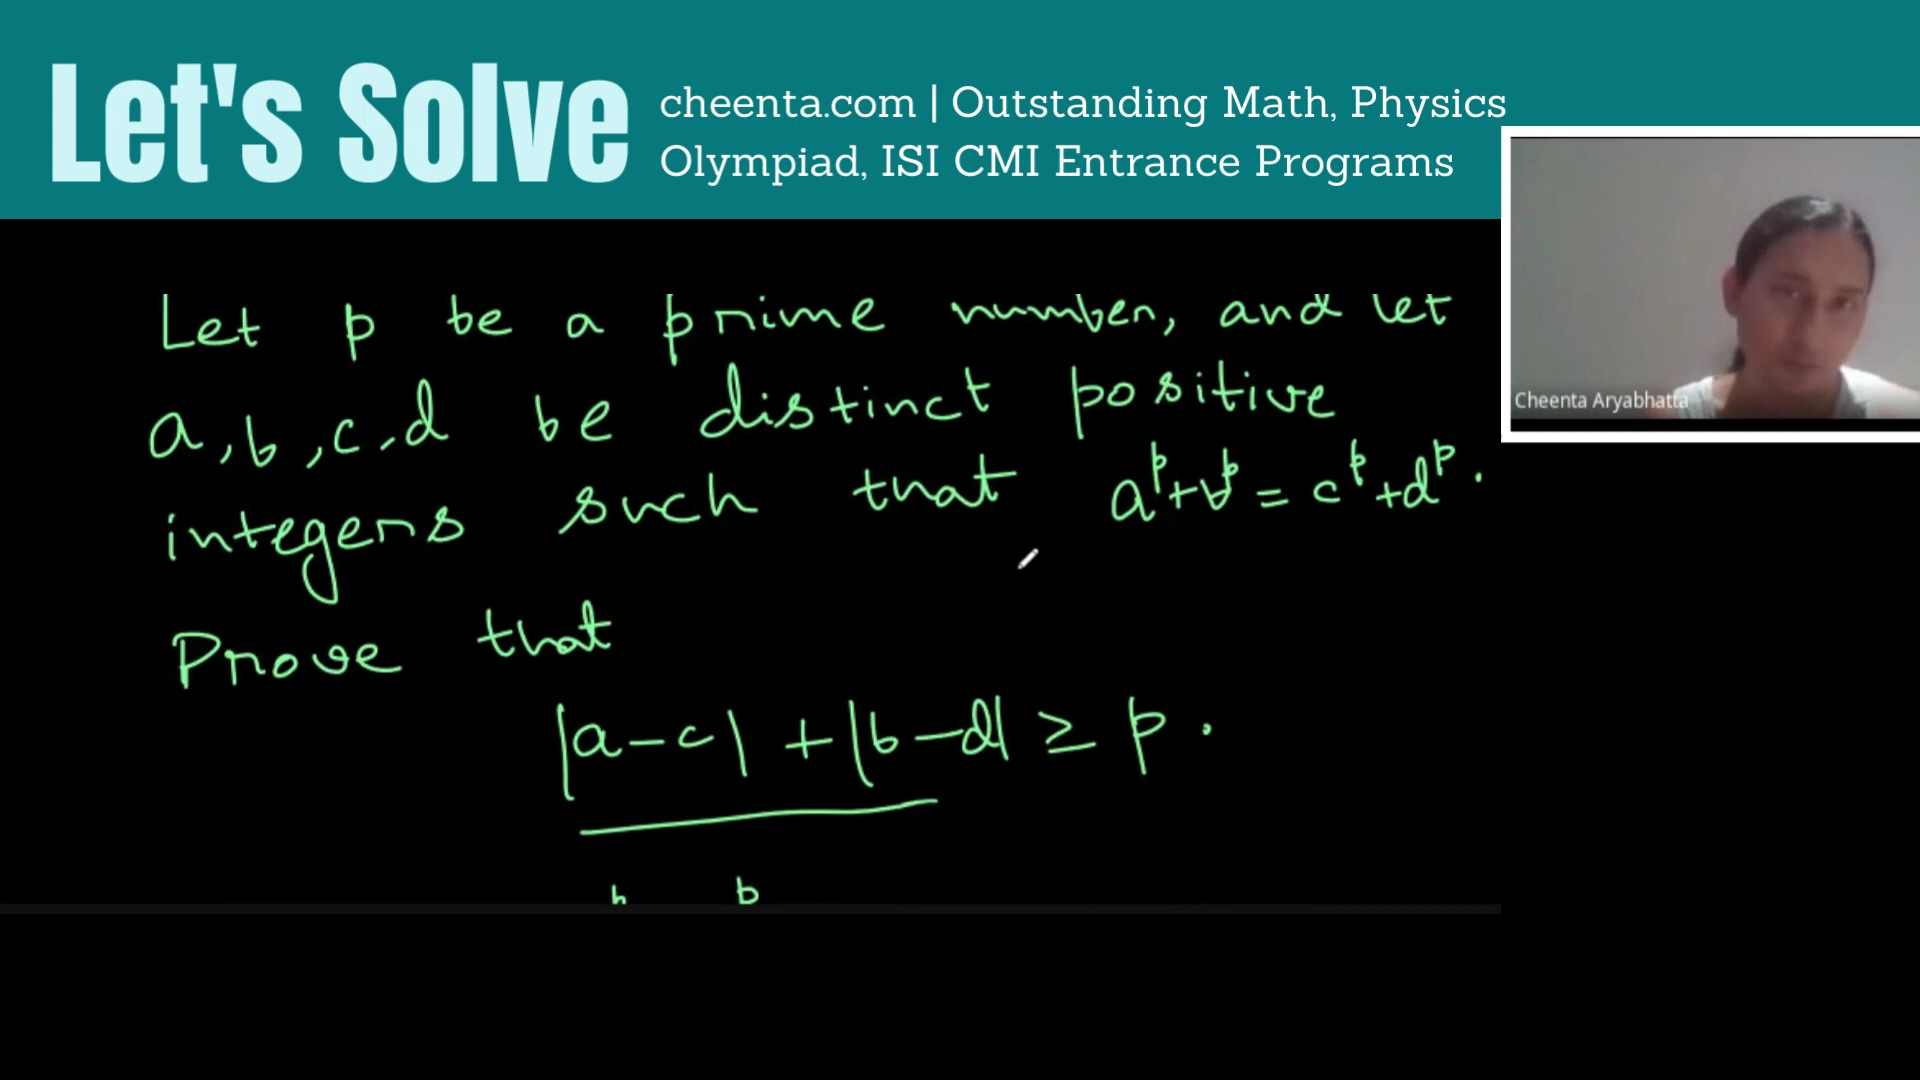 Let's Solve
cheenta.com | Outstanding Math, Physics
Olympiad, ISI CMI Entrance Programs
Cheenta Aryabhatta
Let p be a prime number, and let
a, b, c, d be distinct positive
integers such that a^p + b^p = c^p + d^p.
Prove that
|a-c| + |b-d| ≥ p.